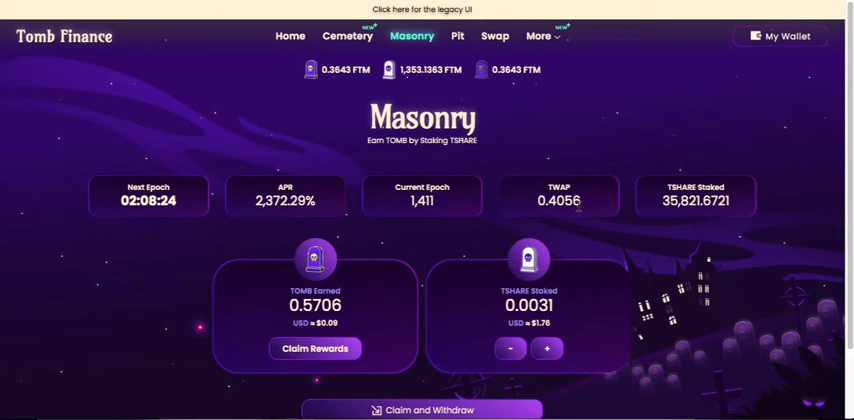 Click here for the legacy UI
Tomb Finance
Home
Cemetery NEW+
Masonry
Pit
Swap
More NEW+
My Wallet
0.3643 FTM
1,353.1363 FTM
0.3643 FTM
Masonry
Earn TOMB by Staking TSHARE
Next Epoch
02:08:24
APR
2,372.29%
Current Epoch
1,411
TWAP
0.4056
TSHARE Staked
35,821.6721
TOMB Earned
0.5706
USD ≈ $0.09
Claim Rewards
TSHARE Staked
0.0031
USD ≈ $1.76
-
+
Claim and Withdraw